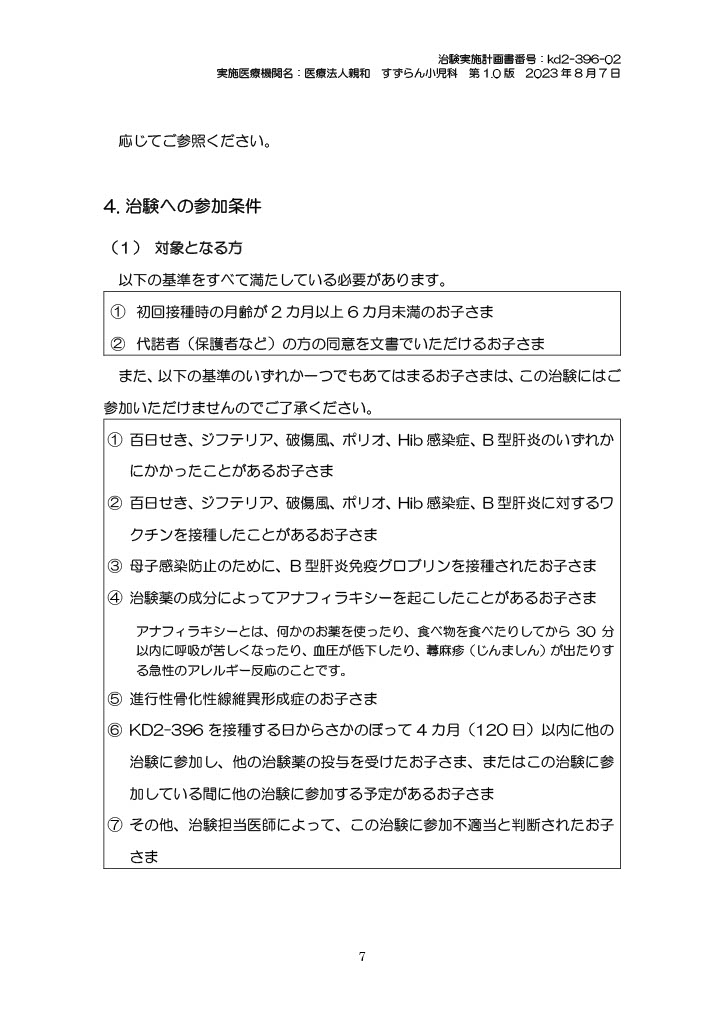 治験実施計画書番号：kd2-396-02
実施医療機関名：医療法人親和　すずらん小児科　第 1.0 版　2023 年 8 月 7 日
応じてご参照ください。
4. 治験への参加条件
（1）　対象となる方
以下の基準をすべて満たしている必要があります。
①　初回接種時の月齢が 2 カ月以上 6 カ月未満のお子さま
②　代諾者（保護者など）の方の同意を文書でいただけるお子さま
また、以下の基準のいずれか一つでもあてはまるお子さまは、この治験にはご
参加いただけませんのでご了承ください。
① 百日せき、ジフテリア、破傷風、ポリオ、Hib 感染症、B 型肝炎のいずれか
にかかったことがあるお子さま
② 百日せき、ジフテリア、破傷風、ポリオ、Hib 感染症、B 型肝炎に対するワ
クチンを接種したことがあるお子さま
③ 母子感染防止のために、B 型肝炎免疫グロブリンを接種されたお子さま
④ 治験薬の成分によってアナフィラキシーを起こしたことがあるお子さま
アナフィラキシーとは、何かのお薬を使ったり、食べ物を食べたりしてから 30 分
以内に呼吸が苦しくなったり、血圧が低下したり、蕁麻疹（じんましん）が出たりす
る急性のアレルギー反応のことです。
⑤ 進行性骨化性線維異形成症のお子さま
⑥ KD2-396 を接種する日からさかのぼって 4 カ月（120 日）以内に他の
治験に参加し、他の治験薬の投与を受けたお子さま、またはこの治験に参
加している間に他の治験に参加する予定があるお子さま
⑦ その他、治験担当医師によって、この治験に参加不適当と判断されたお子
さま
7